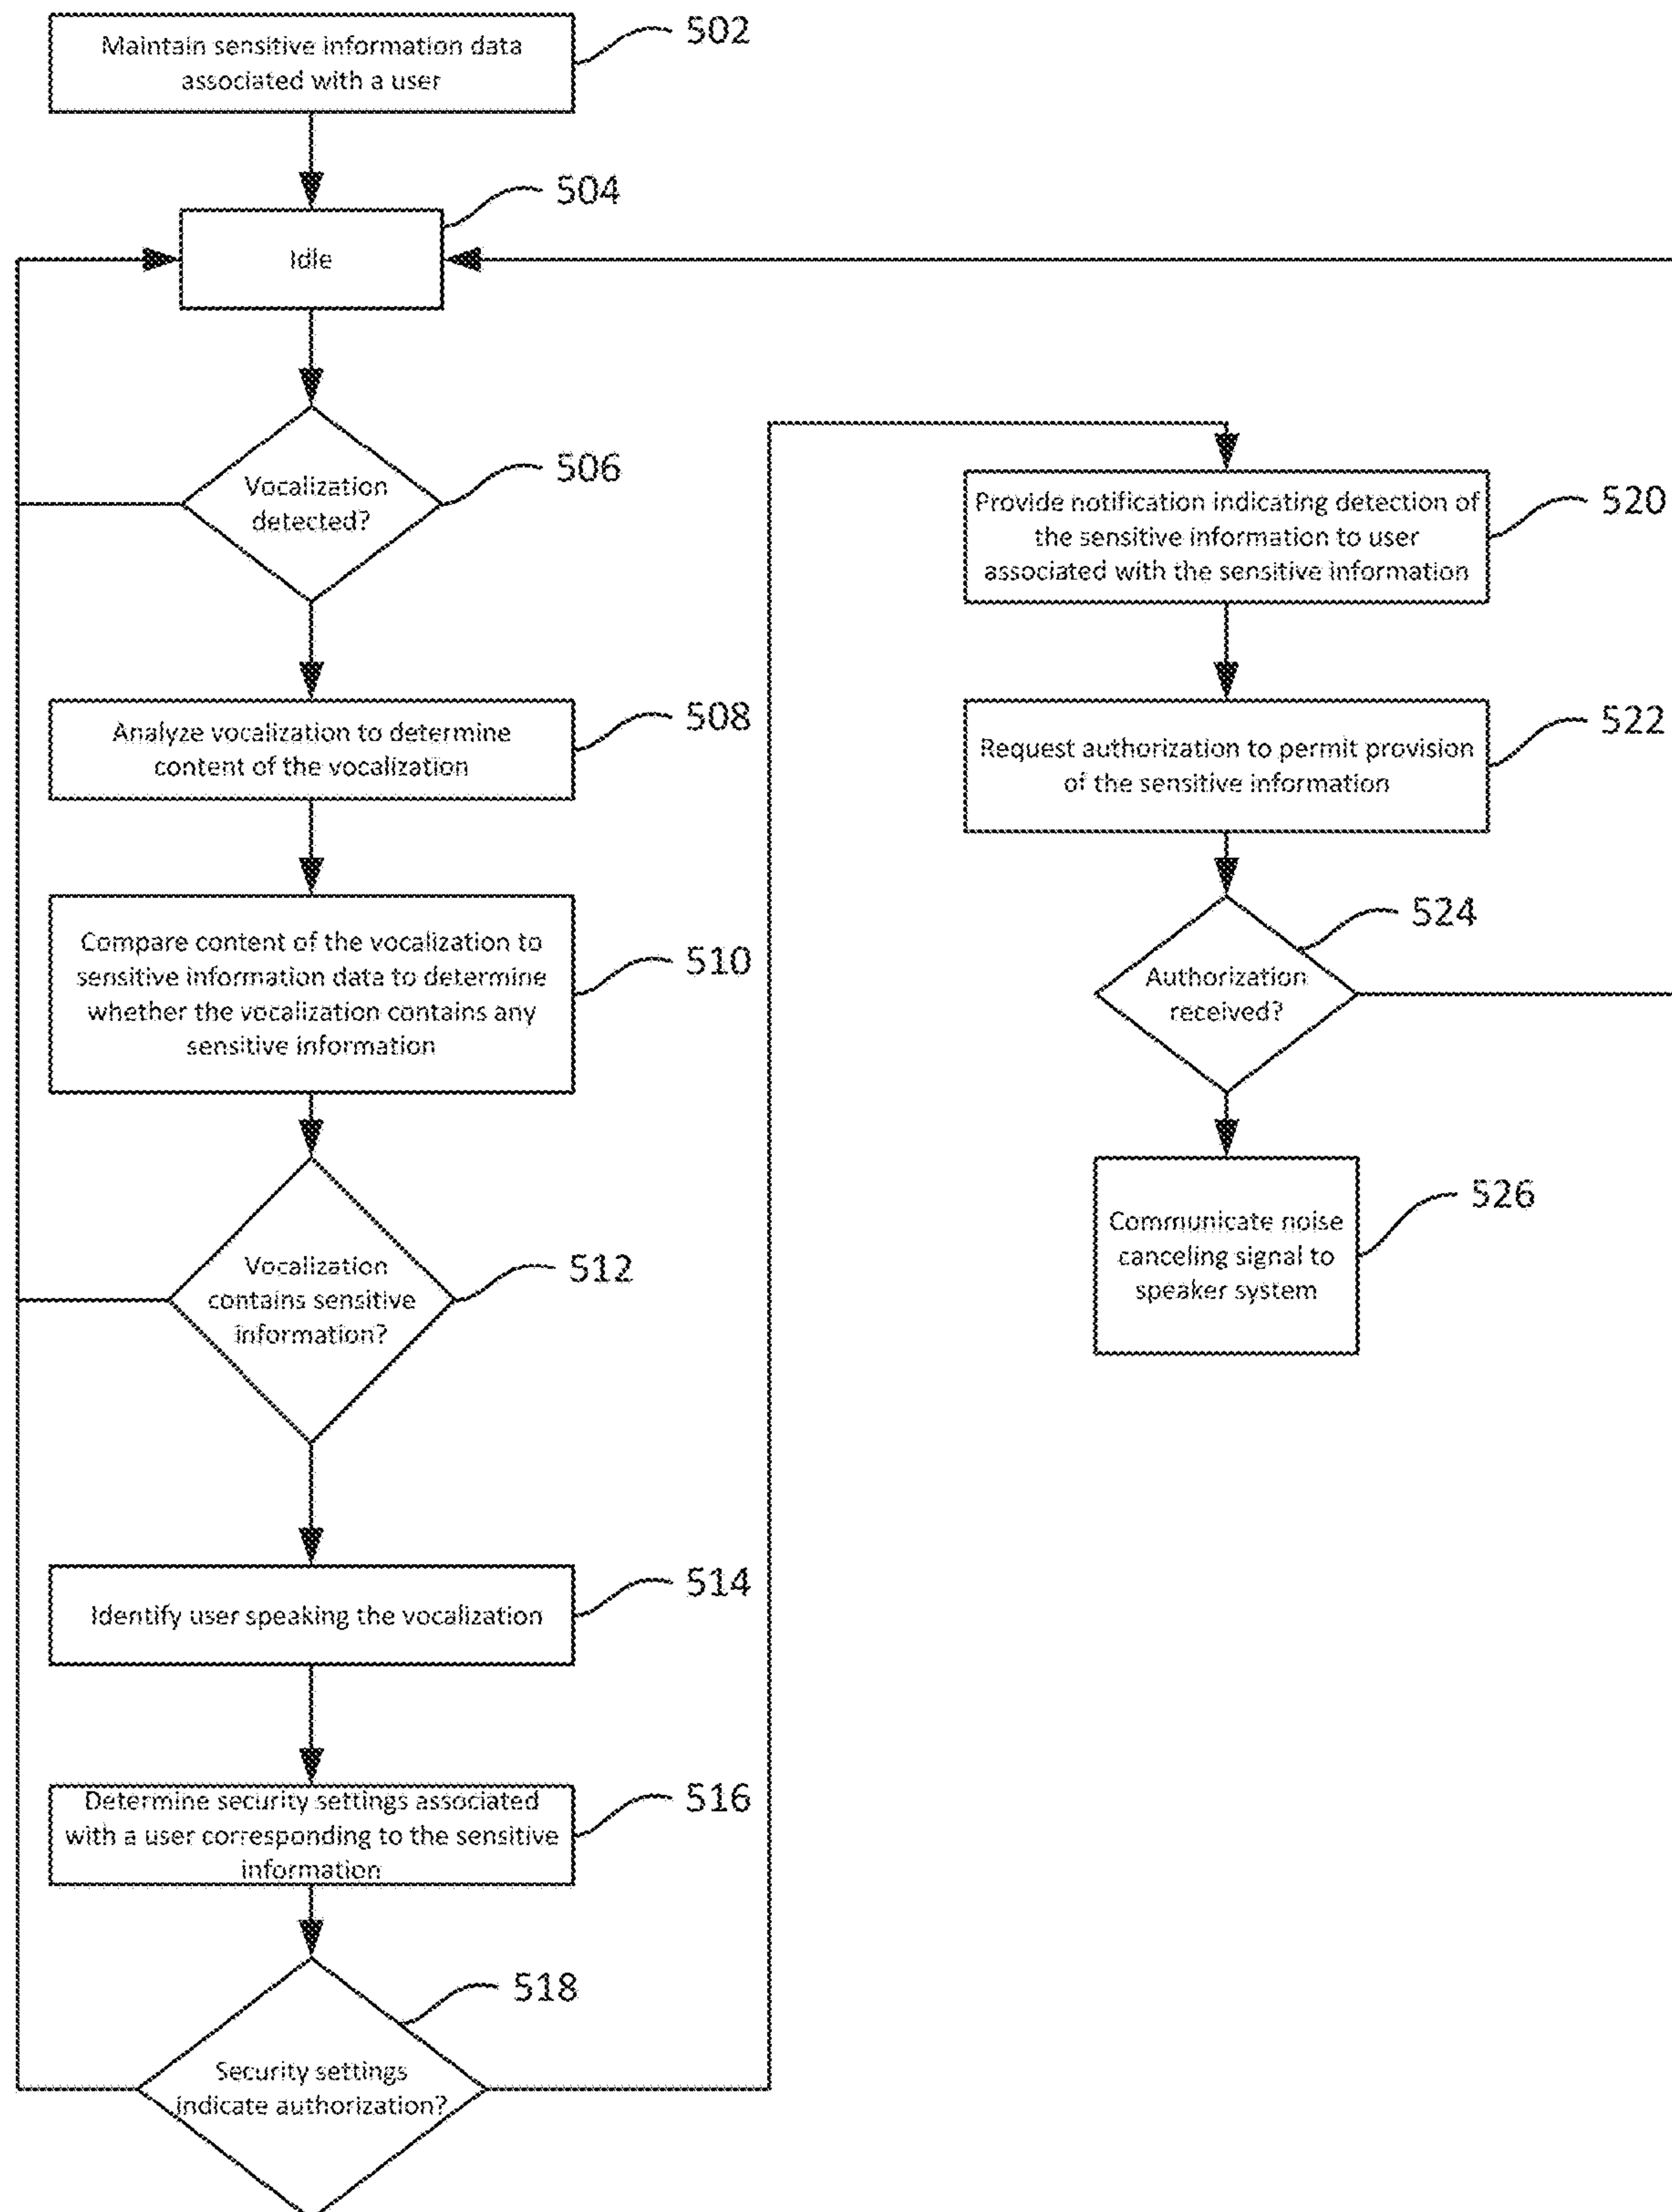 Maintain sensitive information data
associated with a user
502
Idle
504
Vocalization
detected?
506
Analyze vocalization to determine
content of the vocalization
508
Compare content of the vocalization to
sensitive information data to determine
whether the vocalization contains any
sensitive information
510
Vocalization
contains sensitive
information?
512
Identify user speaking the vocalization
514
Determine security settings associated
with a user corresponding to the sensitive
information
516
Security settings
indicate authorization?
518
Provide notification indicating detection of
the sensitive information to user
associated with the sensitive information
520
Request authorization to permit provision
of the sensitive information
522
Authorization
received?
524
Communicate noise
canceling signal to
speaker system
526